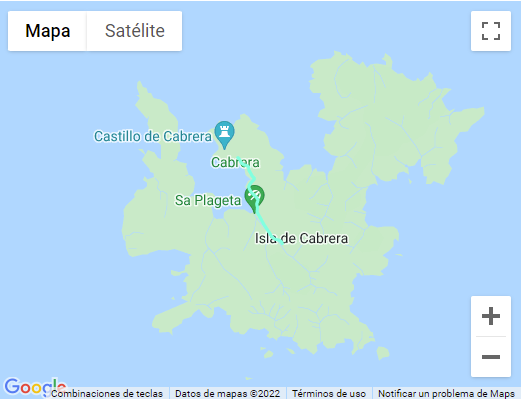 Mapa
Satélite
Castillo de Cabrera
Cabrera
Sa Plageta
Isla de Cabrera
Google
Combinaciones de teclas
Datos de mapas ©2022
Términos de uso
Notificar un problema de Maps